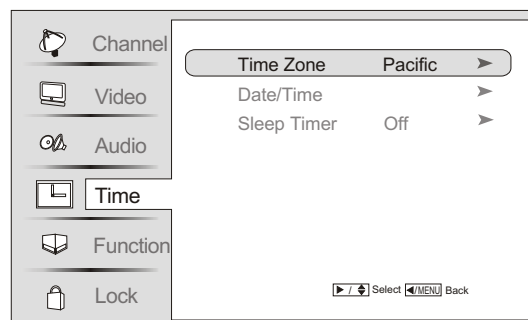 Channel
Video
Audio
Time
Function
Lock
Time Zone Pacific
Date/Time
Sleep Timer Off
/ Select /MENU Back